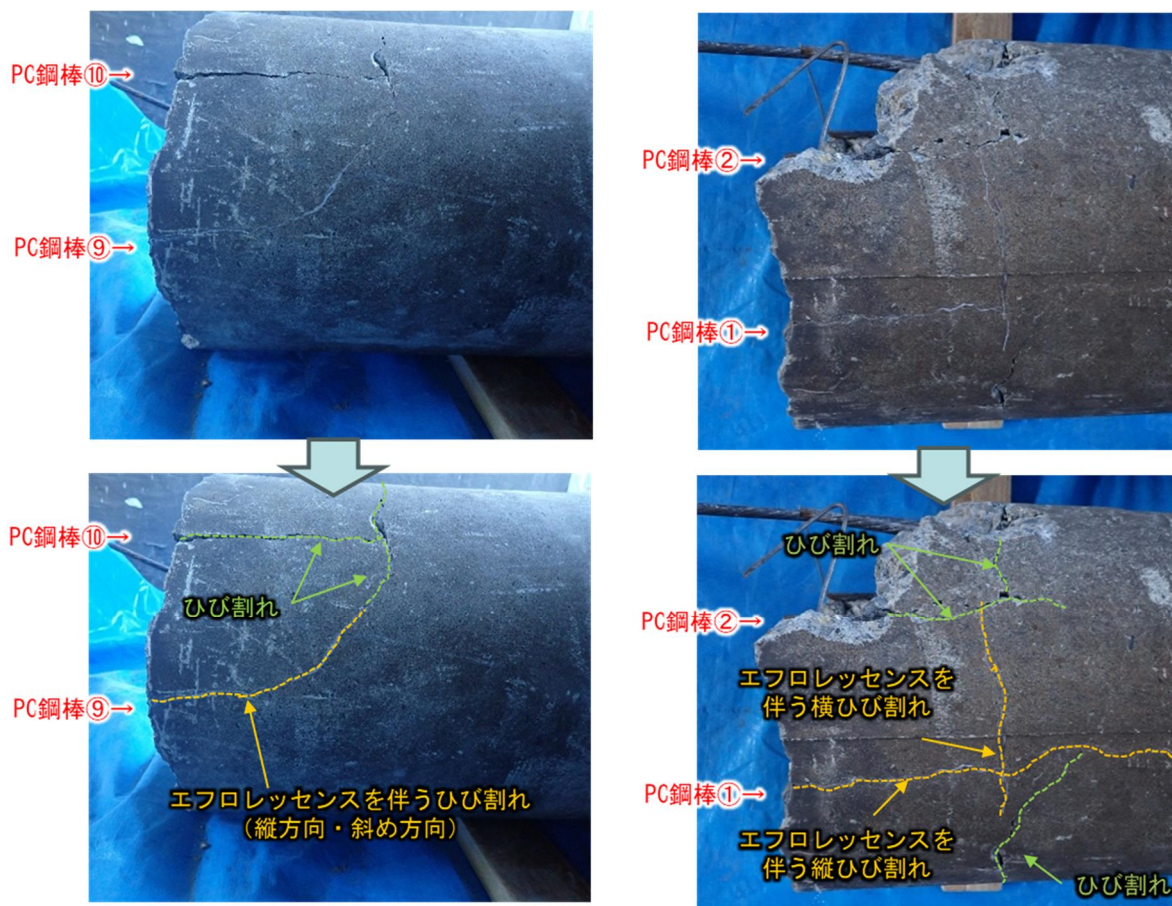 PC鋼棒⑩→
PC鋼棒⑨→
PC鋼棒②→
PC鋼棒①→
PC鋼棒⑩→
ひび割れ
PC鋼棒⑨→
エフロレッセンスを伴うひび割れ
(縦方向・斜め方向)
ひび割れ
PC鋼棒②→
エフロレッセンスを
伴う横ひび割れ
PC鋼棒①→
エフロレッセンスを
伴う縦ひび割れ
ひび割れ